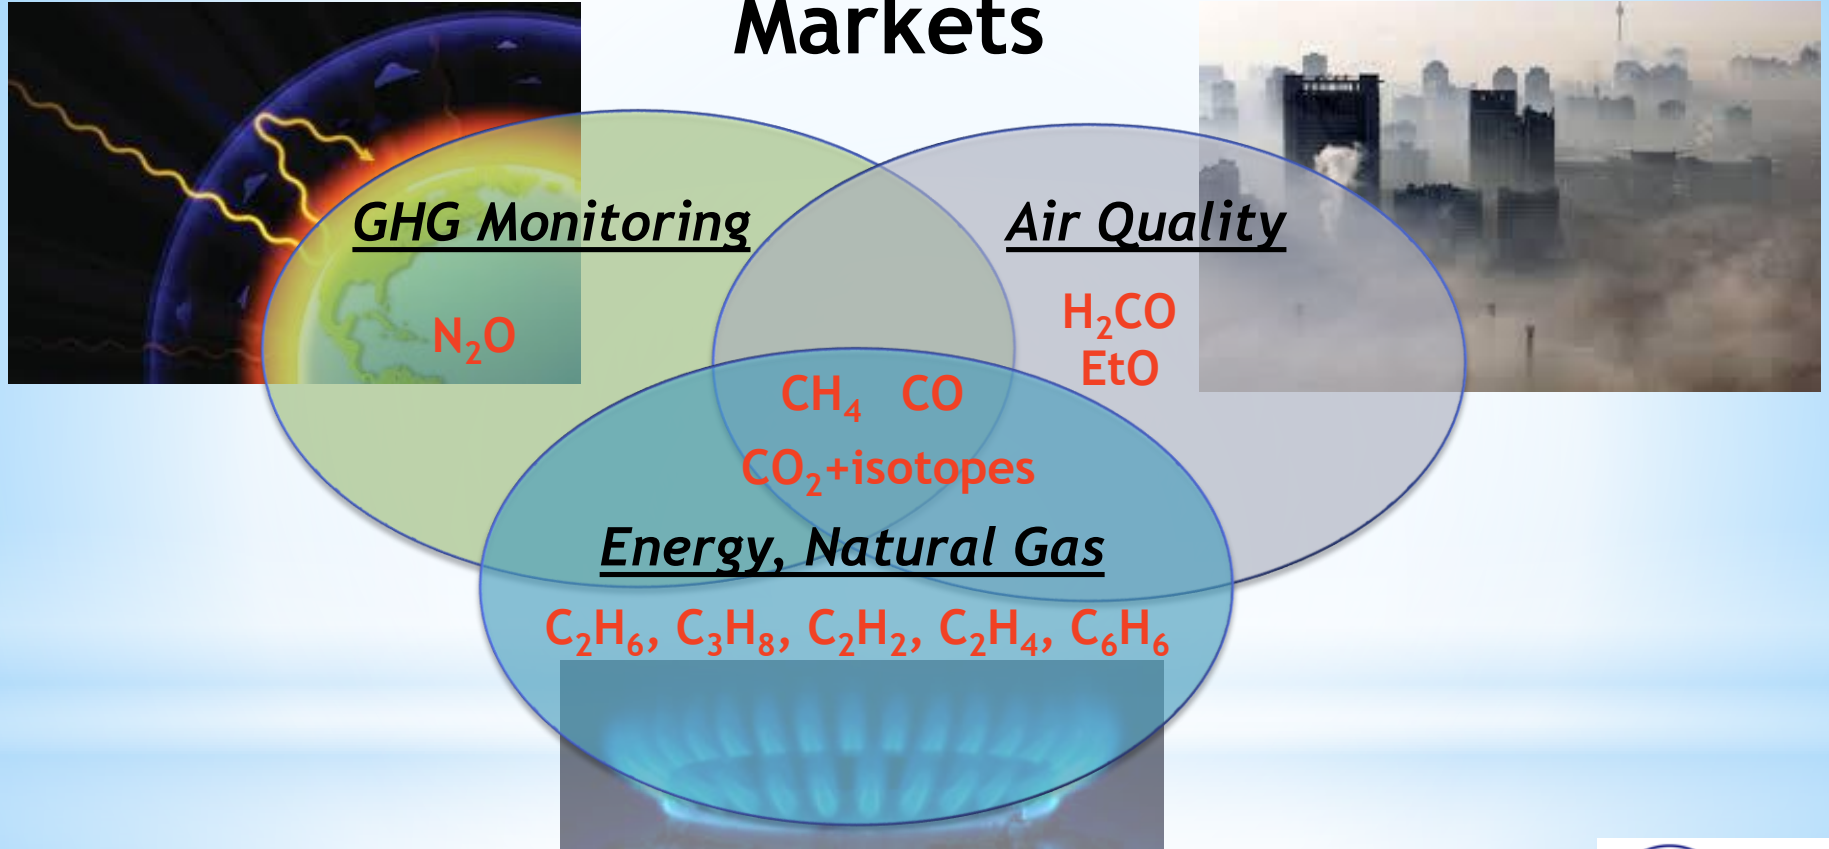 Markets
GHG Monitoring
Air Quality
N₂O
H₂CO
EtO
CH₄ CO
CO₂+isotopes
Energy, Natural Gas
C₂H₆, C₃H₈, C₂H₂, C₂H₄, C₆H₆